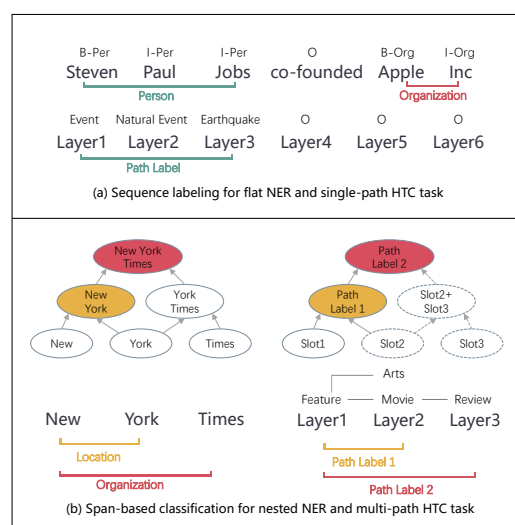 B-Per I-Per I-Per O B-Org I-Org
Steven Paul Jobs co-founded Apple Inc
Person Organization
Event Natural Event Earthquake O O O
Layer1 Layer2 Layer3 Layer4 Layer5 Layer6
Path Label
(a) Sequence labeling for flat NER and single-path HTC task
New York
Times
New
York
York
Times
New York Times
Path
Label 2
Path
Label 1
Slot2+
Slot3
Slot1 Slot2 Slot3
Arts
Feature Movie Review
New York Times
Location
Organization
Layer1 Layer2 Layer3
Path Label 1
Path Label 2
(b) Span-based classification for nested NER and multi-path HTC task